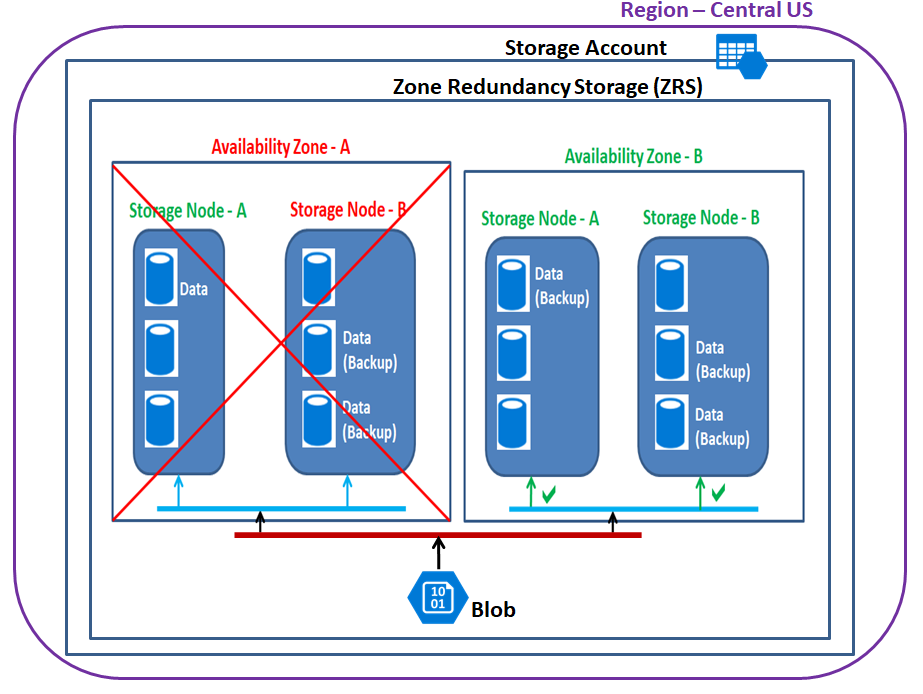 Region – Central US
Storage Account
Zone Redundancy Storage (ZRS)
Availability Zone - A
Storage Node - A
Storage Node - B
Data
Data
(Backup)
Data
(Backup)
Availability Zone - B
Storage Node - A
Storage Node - B
Data
(Backup)
Data
(Backup)
Data
(Backup)
10
01
Blob